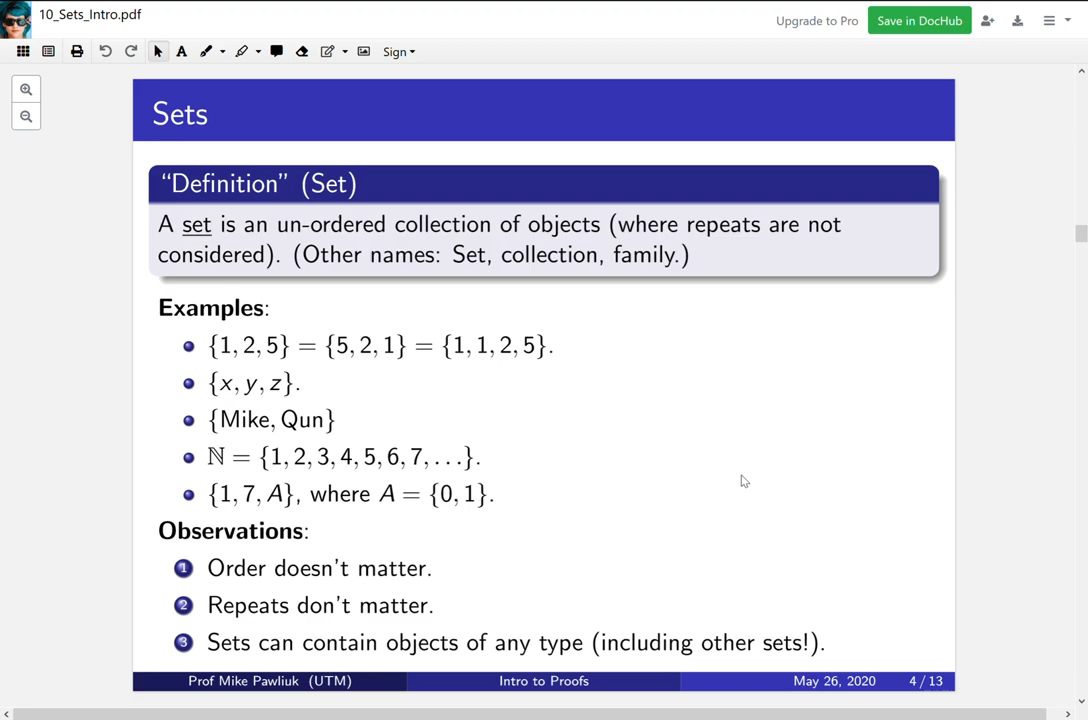 10_Sets_Intro.pdf
Upgrade to Pro
Save in DocHub
A
Sign
Sets
“Definition” (Set)
A set is an un-ordered collection of objects (where repeats are not
considered). (Other names: Set, collection, family.)
Examples:
{1, 2, 5} = {5, 2, 1} = {1, 1, 2, 5}.
{x, y, z}.
{Mike, Qun}
ℕ = {1, 2, 3, 4, 5, 6, 7, . . .}.
{1, 7, A}, where A = {0, 1}.
Observations:
1 Order doesn't matter.
2 Repeats don't matter.
3 Sets can contain objects of any type (including other sets!).
Prof Mike Pawliuk (UTM) Intro to Proofs May 26, 2020 4 / 13